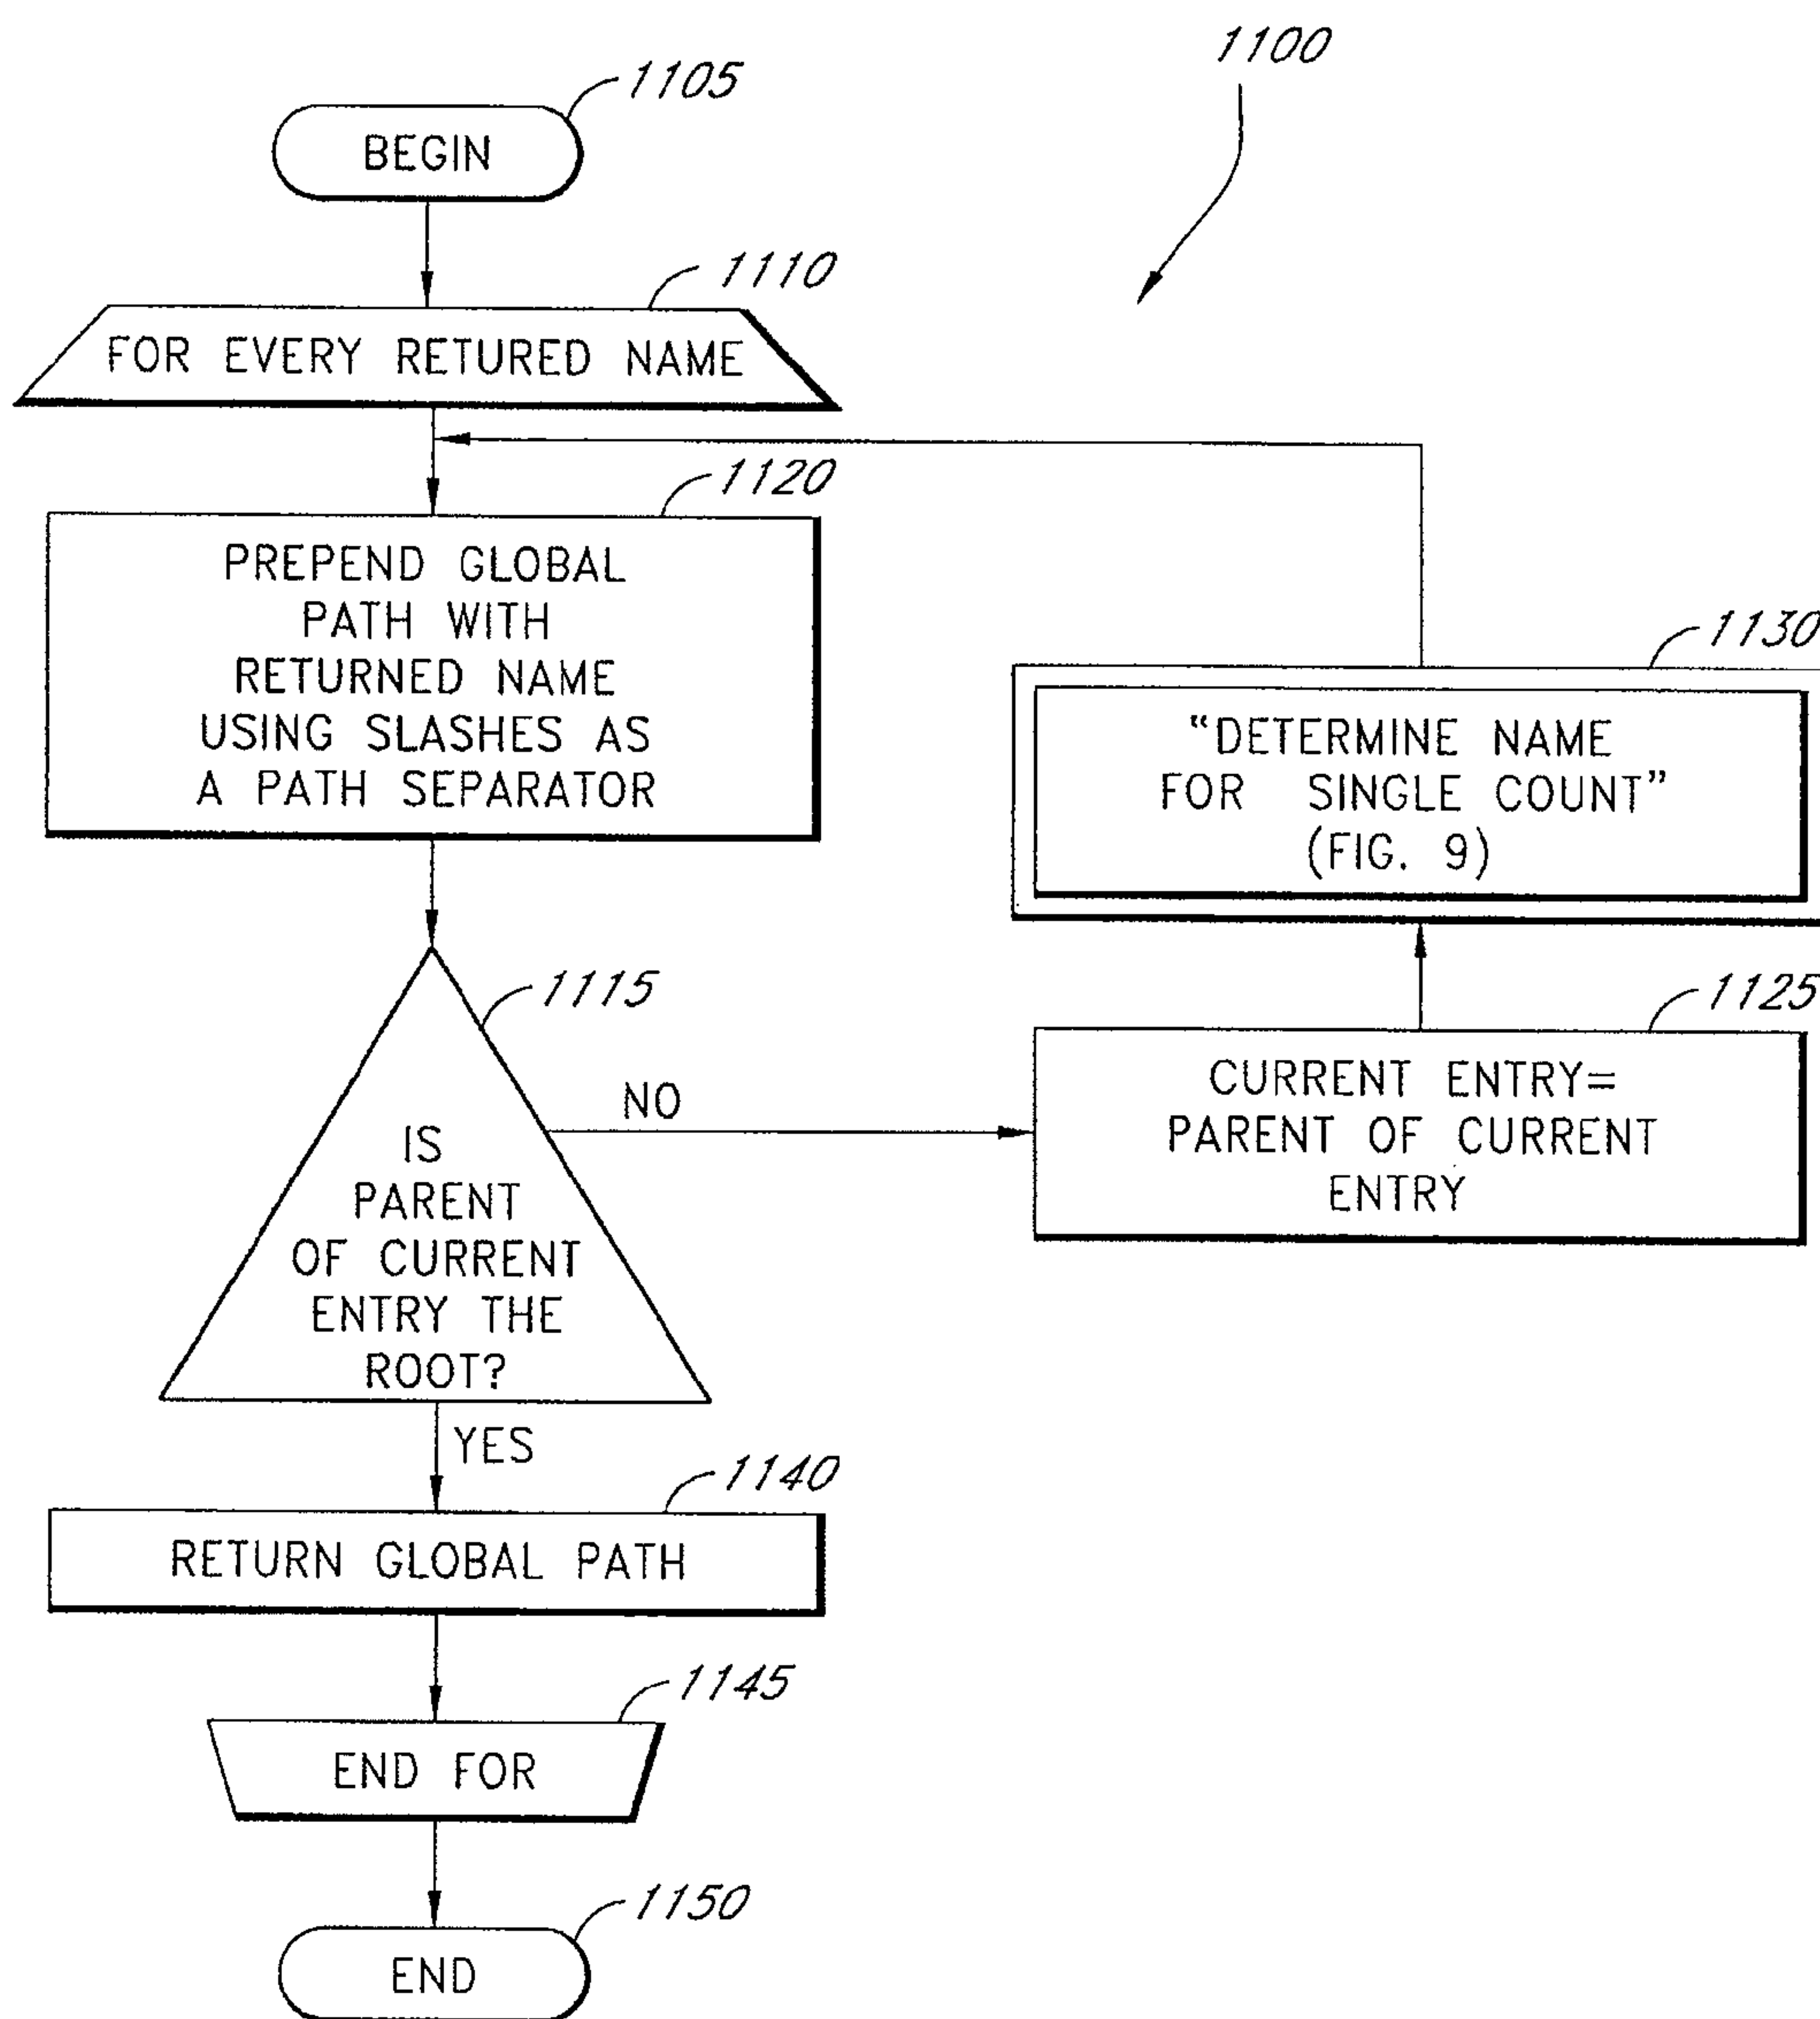 1100
1105
BEGIN
1110
FOR EVERY RETURED NAME
1120
PREPEND GLOBAL
PATH WITH
RETURNED NAME
USING SLASHES AS
A PATH SEPARATOR
1130
“DETERMINE NAME
FOR SINGLE COUNT”
(FIG. 9)
1115
IS
PARENT
OF CURRENT
ENTRY THE
ROOT?
NO
1125
CURRENT ENTRY=
PARENT OF CURRENT
ENTRY
YES
1140
RETURN GLOBAL PATH
1145
END FOR
1150
END